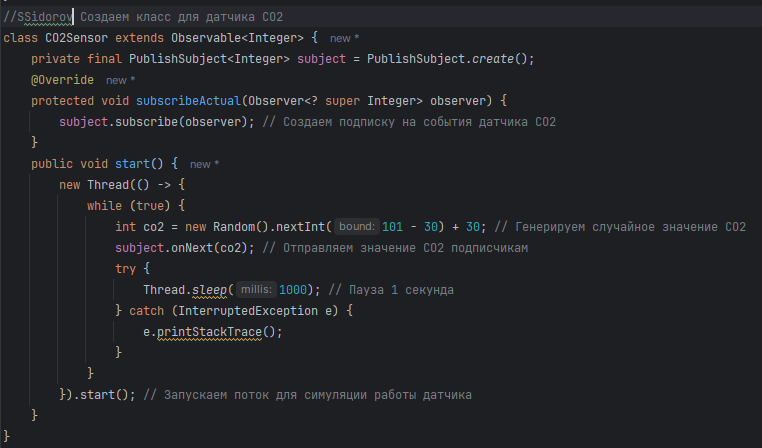 //SSidorov Создаем класс для датчика CO2
class CO2Sensor extends Observable<Integer> { new *
    private final PublishSubject<Integer> subject = PublishSubject.create();
    @Override new *
    protected void subscribeActual(Observer<? super Integer> observer) {
        subject.subscribe(observer); // Создаем подписку на события датчика CO2
    }
    public void start() { new *
        new Thread(() -> {
            while (true) {
                int co2 = new Random().nextInt( bound: 101 - 30) + 30; // Генерируем случайное значение CO2
                subject.onNext(co2); // Отправляем значение CO2 подписчикам
                try {
                    Thread.sleep( millis: 1000); // Пауза 1 секунда
                } catch (InterruptedException e) {
                    e.printStackTrace();
                }
            }
        }).start(); // Запускаем поток для симуляции работы датчика
    }
}